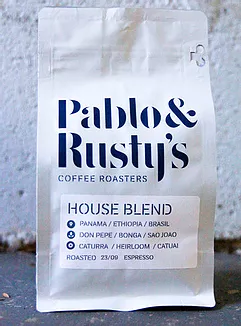 Pablo&
Rusty's
COFFEE ROASTERS
HOUSE BLEND
PANAMA / ETHIOPIA / BRASIL
DON PEPE / BONGA / SAO JOAO
CATURRA / HEIRLOOM / CATUAI
ROASTED 23/09 ESPRESSO